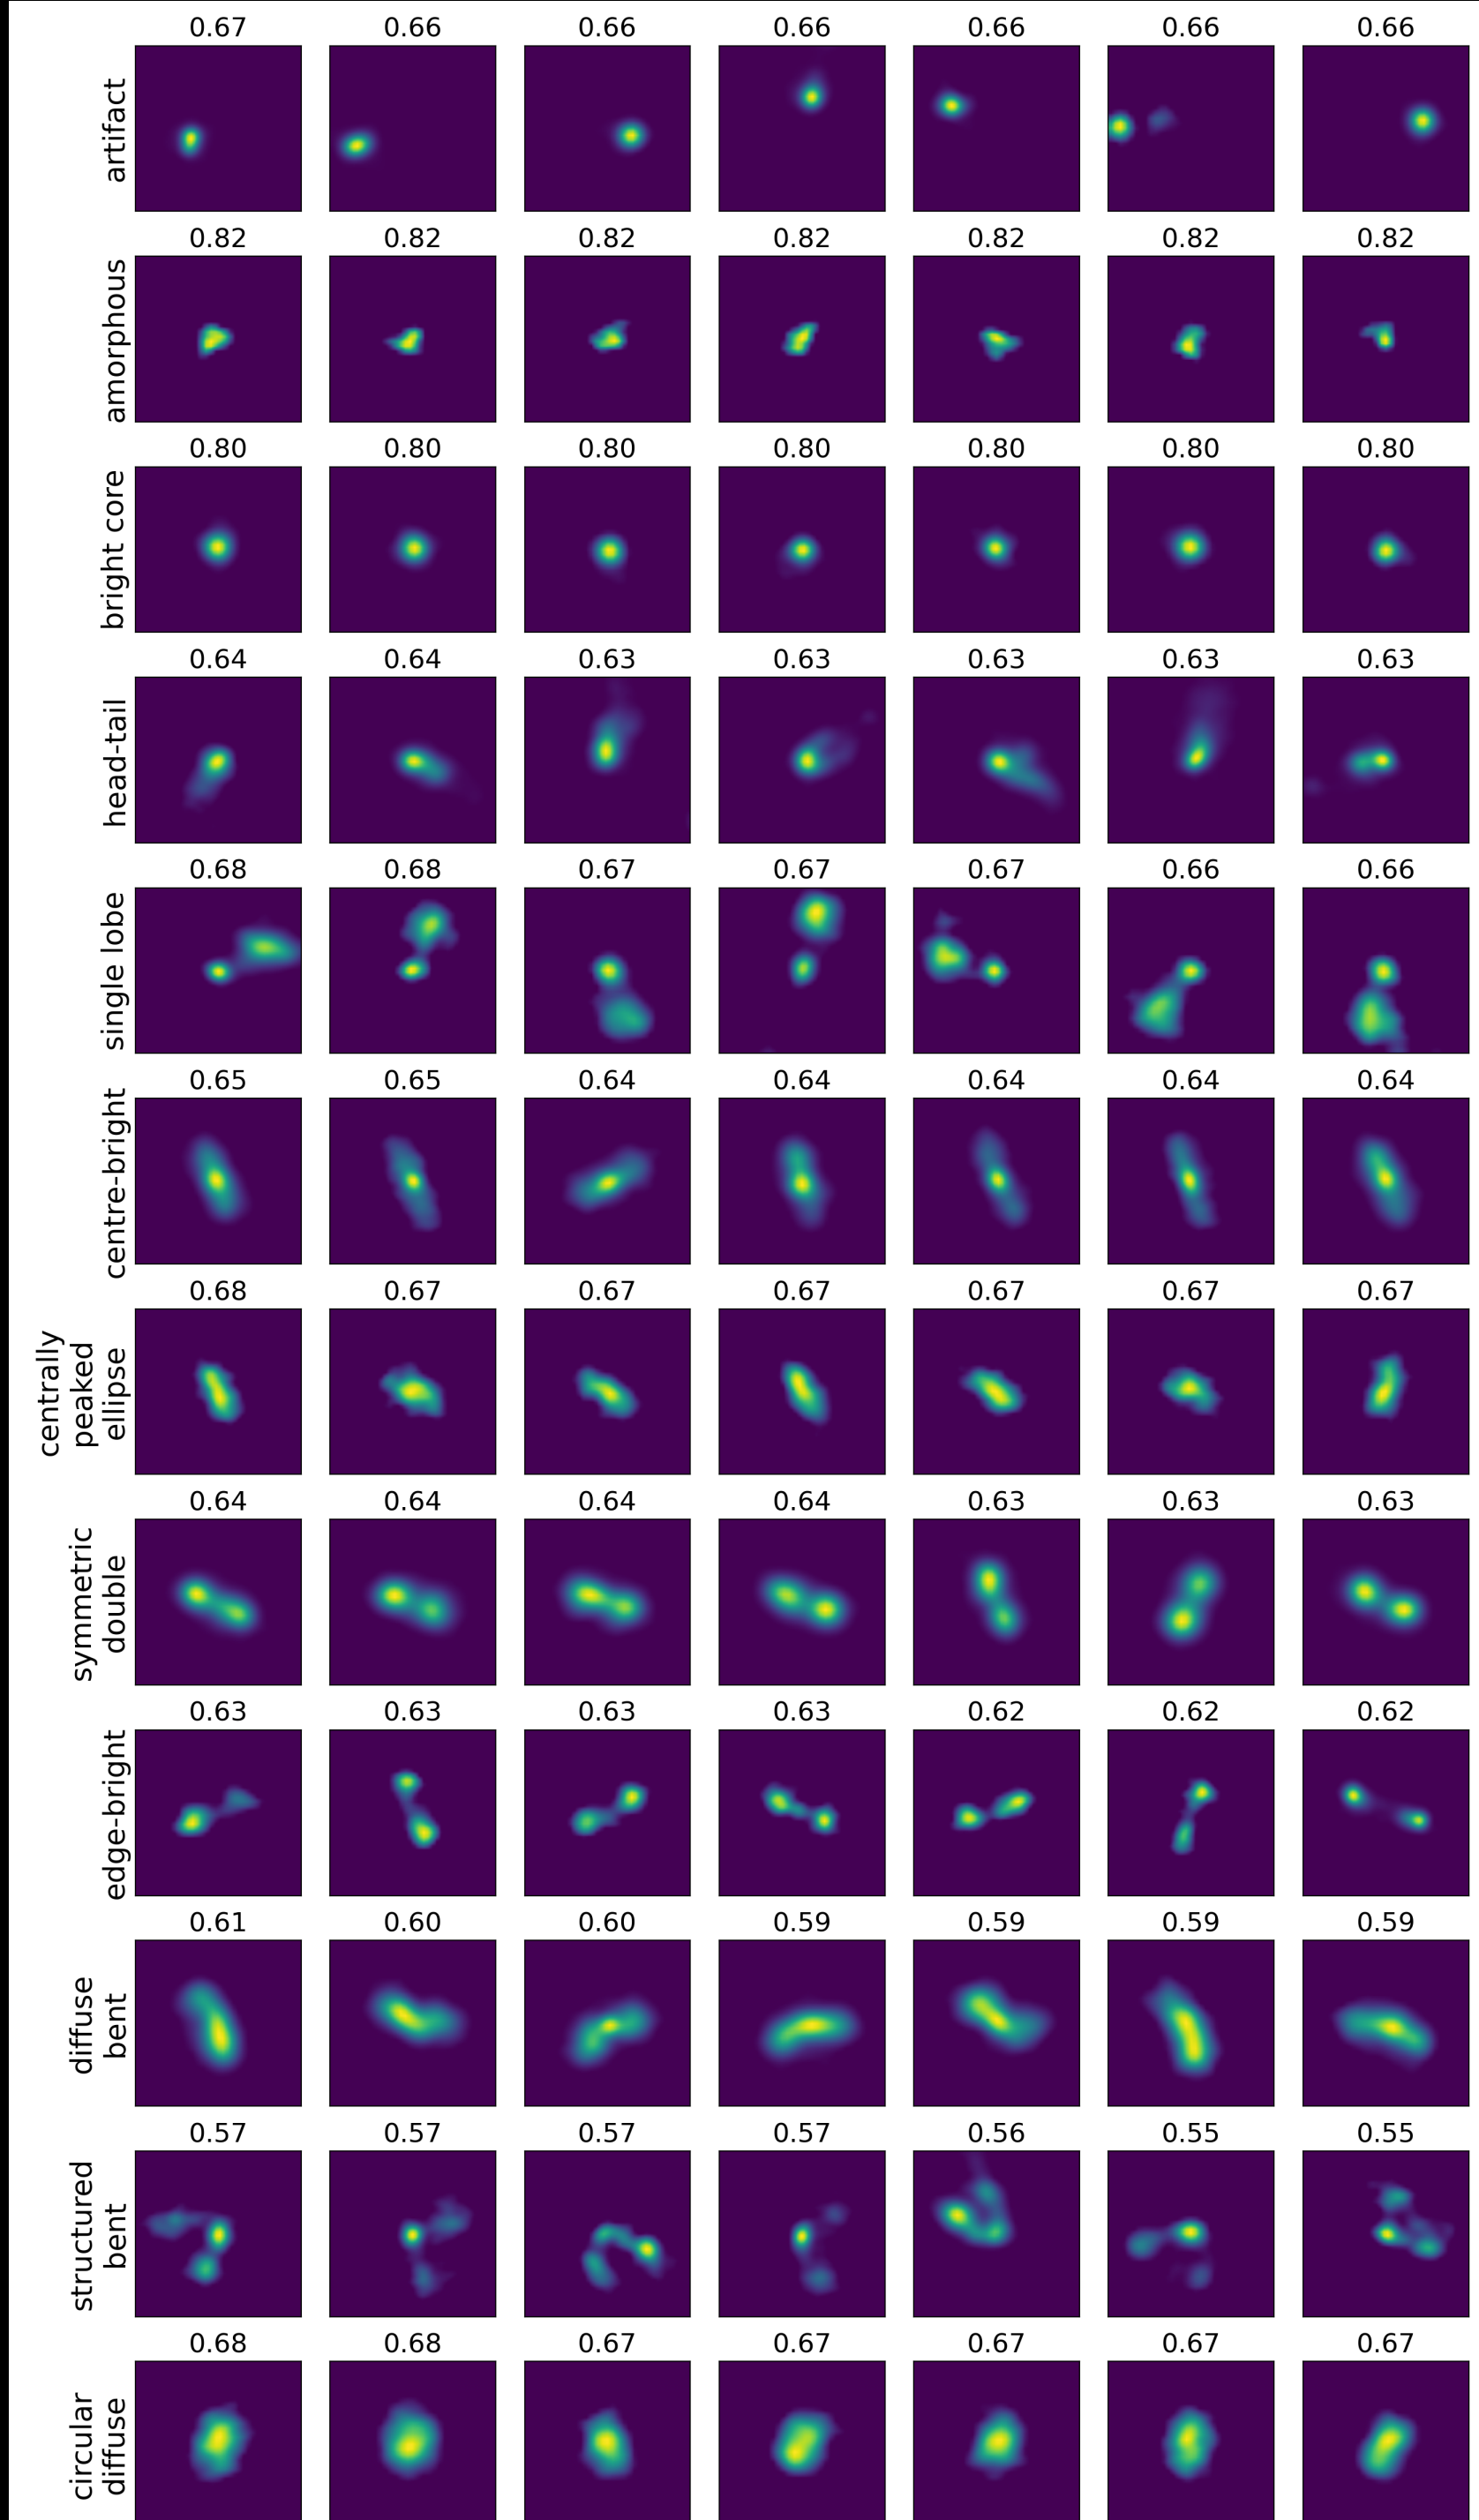 0.67 0.66 0.66 0.66 0.66 0.66 0.66
artifact
0.82 0.82 0.82 0.82 0.82 0.82 0.82
amorphous
0.80 0.80 0.80 0.80 0.80 0.80 0.80
bright core
0.64 0.64 0.63 0.63 0.63 0.63 0.63
head-tail
0.68 0.68 0.67 0.67 0.67 0.66 0.66
single lobe
0.65 0.65 0.64 0.64 0.64 0.64 0.64
centre-bright
0.68 0.67 0.67 0.67 0.67 0.67 0.67
centrally
peaked
ellipse
0.64 0.64 0.64 0.64 0.63 0.63 0.63
symmetric
double
0.63 0.63 0.63 0.63 0.62 0.62 0.62
edge-bright
0.61 0.60 0.60 0.59 0.59 0.59 0.59
diffuse
bent
0.57 0.57 0.57 0.57 0.56 0.55 0.55
structured
bent
0.68 0.68 0.67 0.67 0.67 0.67 0.67
circular
diffuse